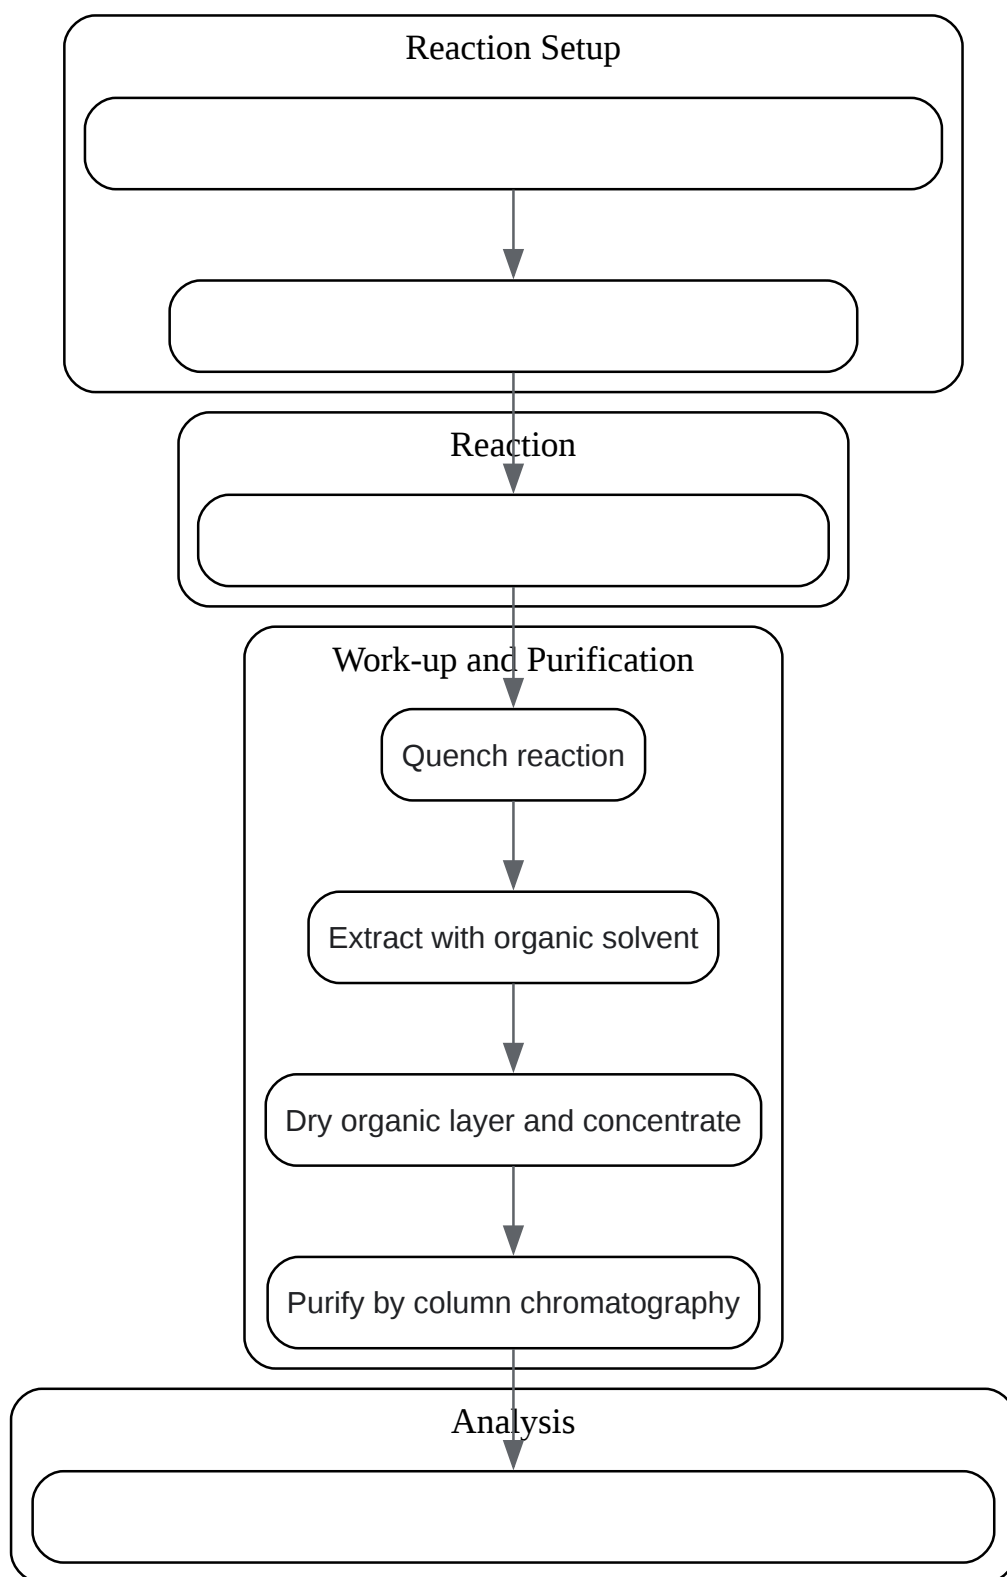 Reaction Setup
Reaction
Work-up and Purification
Quench reaction
Extract with organic solvent
Dry organic layer and concentrate
Purify by column chromatography
Analysis